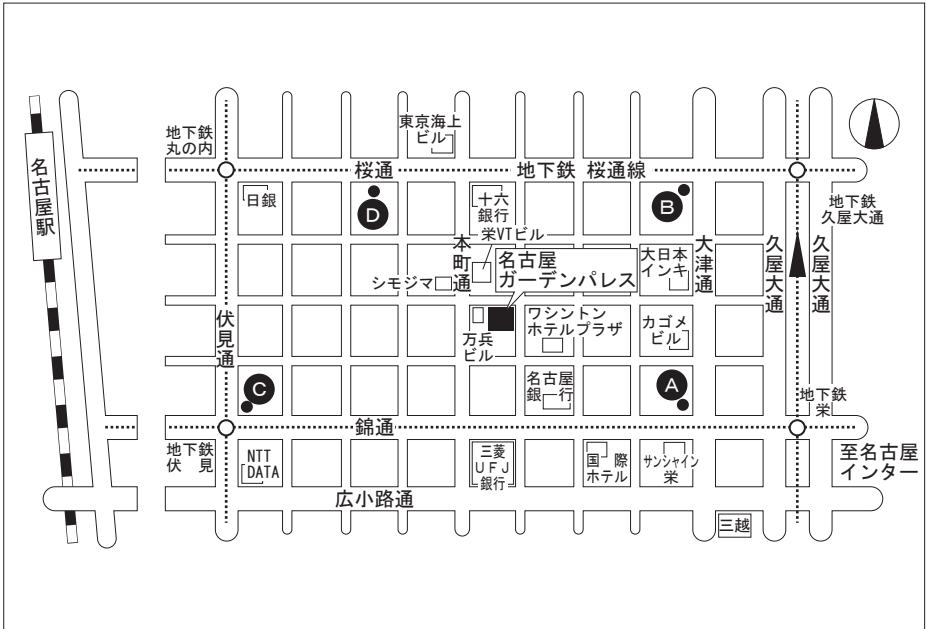 東京海上
ビル
地下鉄
丸の内
名古屋駅
桜通
地下鉄 桜通線
日銀
D
十六
銀行
B
地下鉄
久屋大通
栄VTビル
本町通
名古屋
ガーデンパレス
大日本
インキ
大津通
久屋大通
久屋大通
シモジマ
伏見通
万兵
ビル
ワシントン
ホテルプラザ
カゴメ
ビル
C
名古屋
銀行
A
地下鉄
栄
錦通
地下鉄
伏見
NTT
DATA
三菱
UFJ
銀行
国際
ホテル
サンシャイン
栄
至名古屋
インター
広小路通
三越